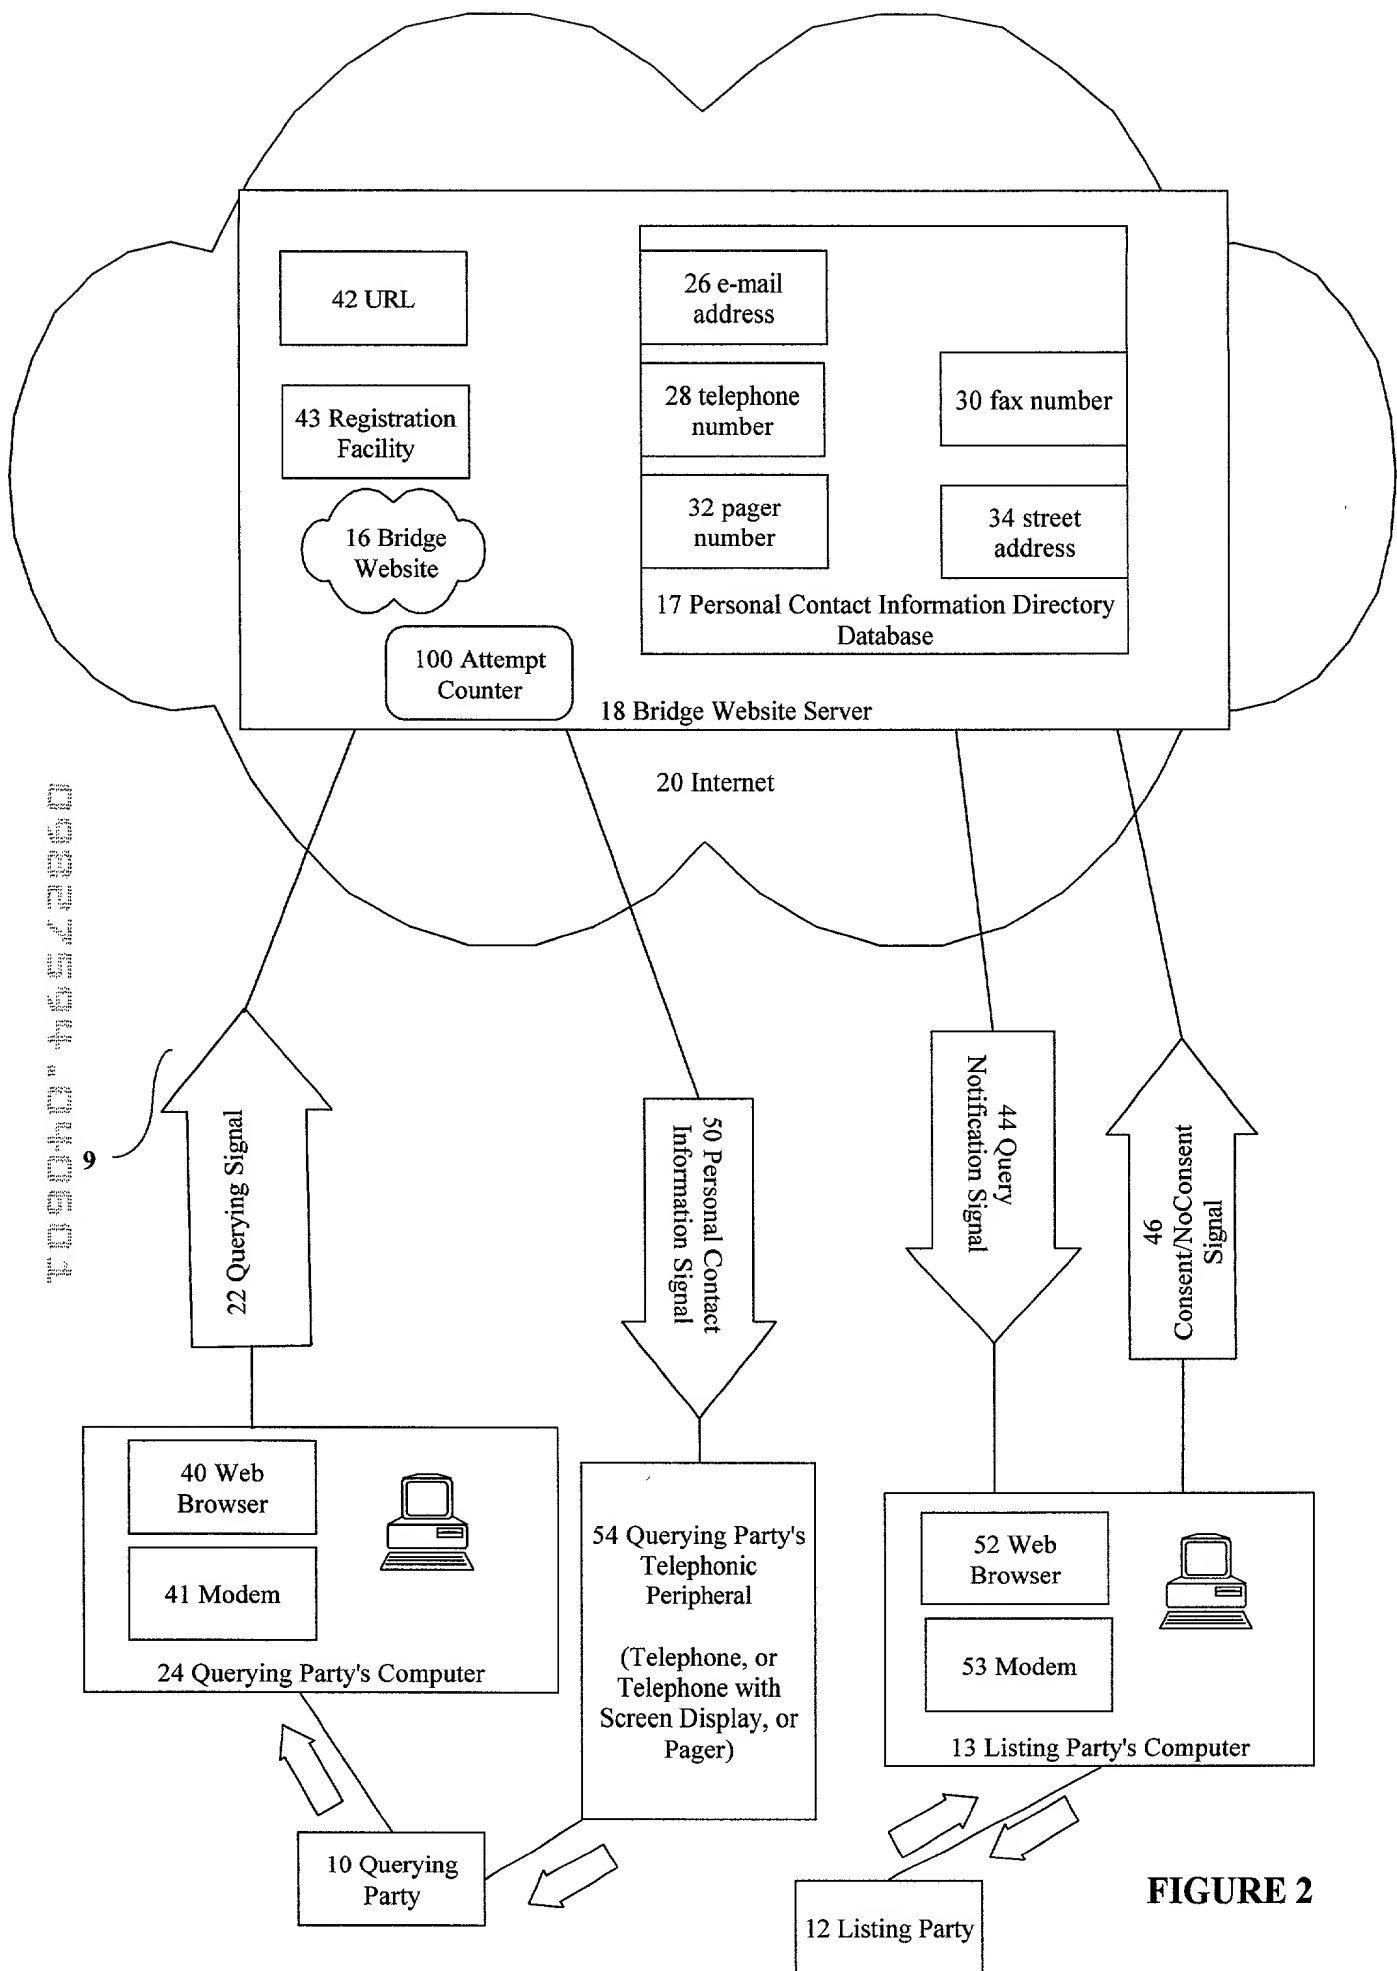 42 URL
26 e-mail
address
43 Registration
Facility
28 telephone
number
30 fax number
16 Bridge
Website
32 pager
number
34 street
address
17 Personal Contact Information Directory
Database
100 Attempt
Counter
18 Bridge Website Server
20 Internet
9
22 Querying Signal
50 Personal Contact
Information Signal
44 Query
Notification Signal
46
Consent/NoConsent
Signal
40 Web
Browser
41 Modem
24 Querying Party's Computer
54 Querying Party's
Telephonic
Peripheral
(Telephone, or
Telephone with
Screen Display, or
Pager)
52 Web
Browser
53 Modem
13 Listing Party's Computer
10 Querying
Party
12 Listing Party
FIGURE 2